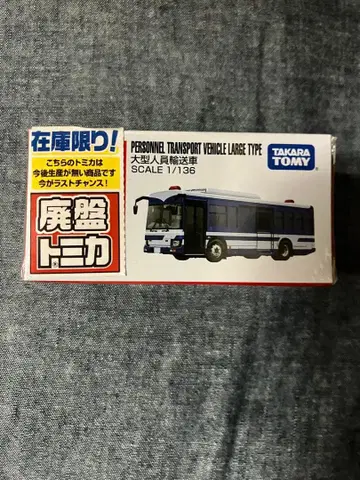 在庫限り!
こちらのトミカは
今後生産が無い商品です
今がラストチャンス!
廃盤
トミカ
PERSONNEL TRANSPORT VEHICLE LARGE TYPE
大型人員輸送車
SCALE 1/136
TAKARA
TOMY